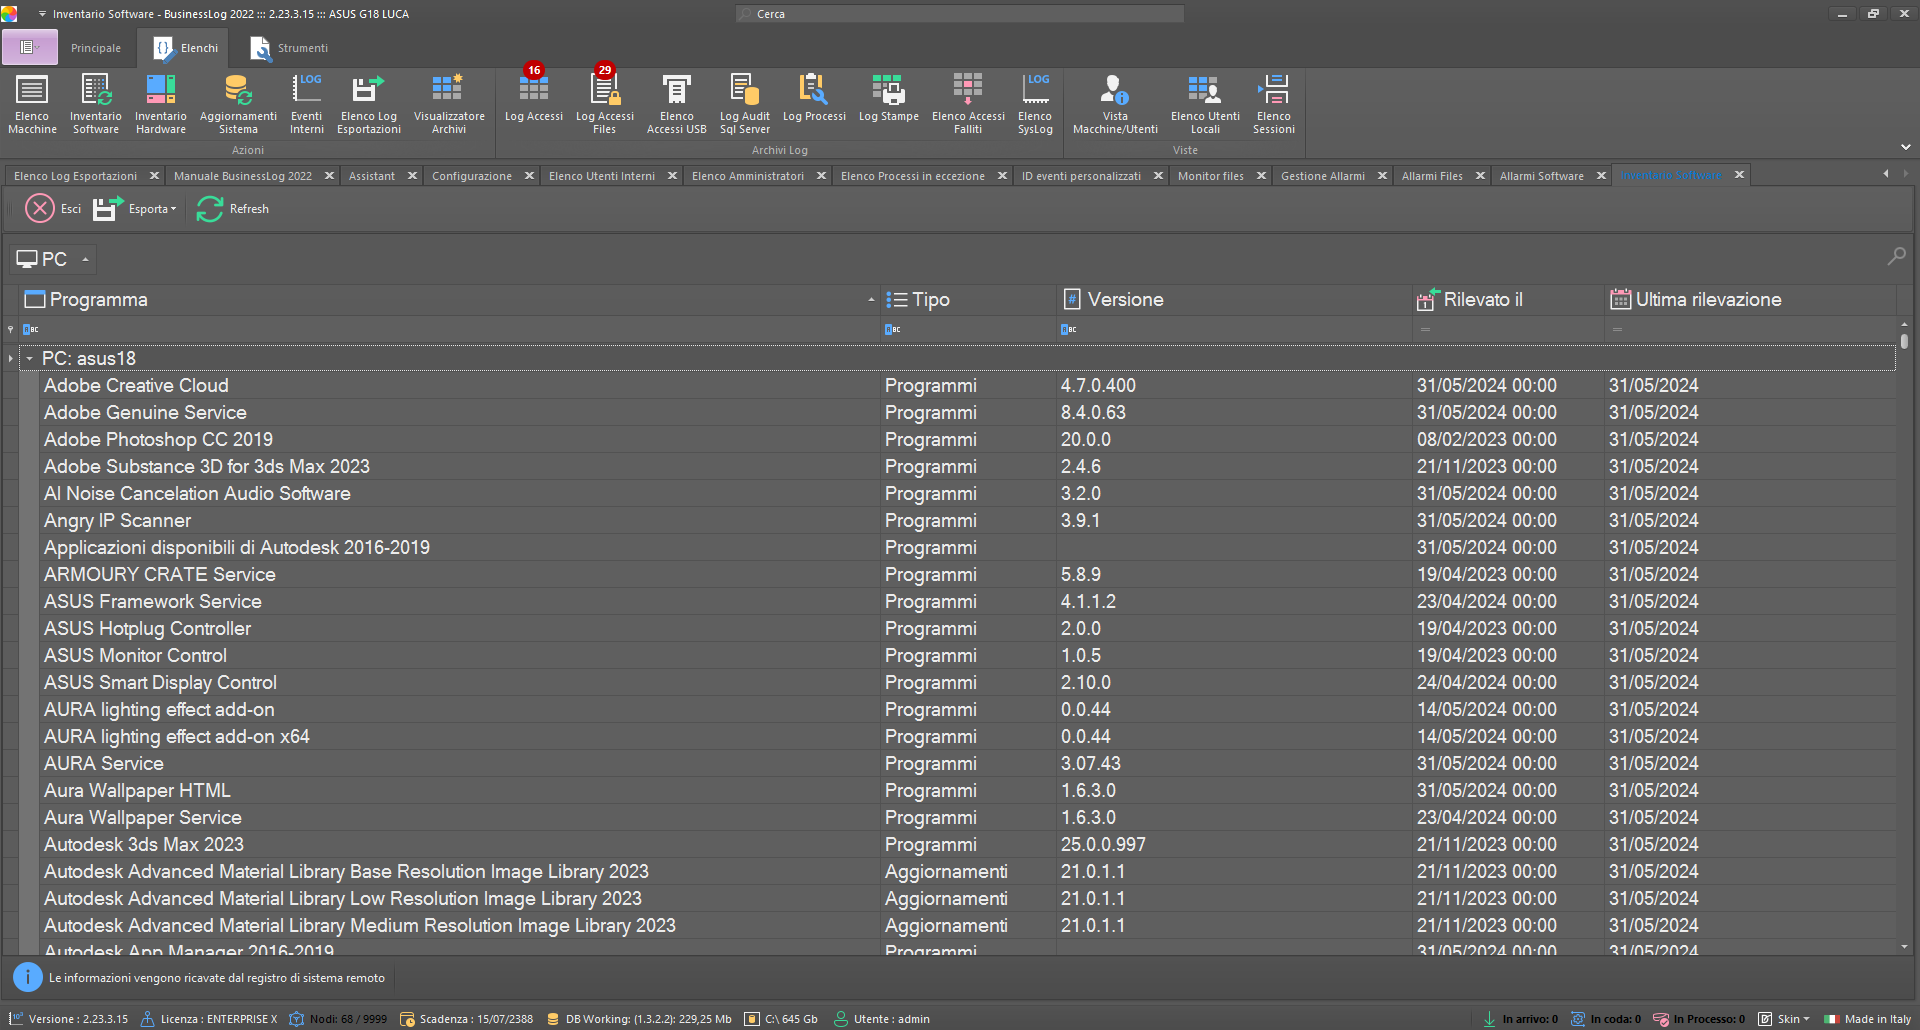 Inventario Software - BusinessLog 2022 ::: 2.23.3.15 ::: ASUS G18 LUCA
Cerca
Principale Elenchi Strumenti
16 29
LOG LOG
Elenco Macchine
Inventario Software
Inventario Hardware
Aggiornamenti Sistema
Eventi Interni
Elenco Log Esportazioni
Visualizzatore Archivi
Log Accessi
Log Accessi Files
Elenco Accessi USB
Log Audit Sql Server
Log Processi
Log Stampe
Elenco Accessi Falliti
Elenco SysLog
Vista Macchine/Utenti
Elenco Utenti Locali
Elenco Sessioni
Azioni Archivi Log Viste
Elenco Log Esportazioni Manuale BusinessLog 2022 Assistant Configurazione Elenco Utenti Interni Elenco Amministratori Elenco Processi in eccezione ID eventi personalizzati Monitor files Gestione Allarmi Allarmi Files Allarmi Software Inventario Software
Esci Esporta Refresh
PC
Programma Tipo Versione Rilevato il Ultima rilevazione
PC: asus18
Adobe Creative Cloud Programmi 4.7.0.400 31/05/2024 00:00 31/05/2024
Adobe Genuine Service Programmi 8.4.0.63 31/05/2024 00:00 31/05/2024
Adobe Photoshop CC 2019 Programmi 20.0.0 08/02/2023 00:00 31/05/2024
Adobe Substance 3D for 3ds Max 2023 Programmi 2.4.6 21/11/2023 00:00 31/05/2024
AI Noise Cancelation Audio Software Programmi 3.2.0 31/05/2024 00:00 31/05/2024
Angry IP Scanner Programmi 3.9.1 31/05/2024 00:00 31/05/2024
Applicazioni disponibili di Autodesk 2016-2019 Programmi 31/05/2024 00:00 31/05/2024
ARMOURY CRATE Service Programmi 5.8.9 19/04/2023 00:00 31/05/2024
ASUS Framework Service Programmi 4.1.1.2 23/04/2024 00:00 31/05/2024
ASUS Hotplug Controller Programmi 2.0.0 19/04/2023 00:00 31/05/2024
ASUS Monitor Control Programmi 1.0.5 19/04/2023 00:00 31/05/2024
ASUS Smart Display Control Programmi 2.10.0 24/04/2024 00:00 31/05/2024
AURA lighting effect add-on Programmi 0.0.44 14/05/2024 00:00 31/05/2024
AURA lighting effect add-on x64 Programmi 0.0.44 14/05/2024 00:00 31/05/2024
AURA Service Programmi 3.07.43 31/05/2024 00:00 31/05/2024
Aura Wallpaper HTML Programmi 1.6.3.0 31/05/2024 00:00 31/05/2024
Aura Wallpaper Service Programmi 1.6.3.0 23/04/2024 00:00 31/05/2024
Autodesk 3ds Max 2023 Programmi 25.0.0.997 21/11/2023 00:00 31/05/2024
Autodesk Advanced Material Library Base Resolution Image Library 2023 Aggiornamenti 21.0.1.1 21/11/2023 00:00 31/05/2024
Autodesk Advanced Material Library Low Resolution Image Library 2023 Aggiornamenti 21.0.1.1 21/11/2023 00:00 31/05/2024
Autodesk Advanced Material Library Medium Resolution Image Library 2023 Aggiornamenti 21.0.1.1 21/11/2023 00:00 31/05/2024
Autodesk App Manager 2016-2019 Programmi 31/05/2024 00:00 31/05/2024
Le informazioni vengono ricavate dal registro di sistema remoto
Versione : 2.23.3.15 Licenza : ENTERPRISE X Nodi: 68 / 9999 Scadenza : 15/07/2388 DB Working: (1.3.2.2): 229,25 Mb C:\ 645 Gb Utente : admin In arrivo: 0 In coda: 0 In Processo: 0 Skin Made in Italy